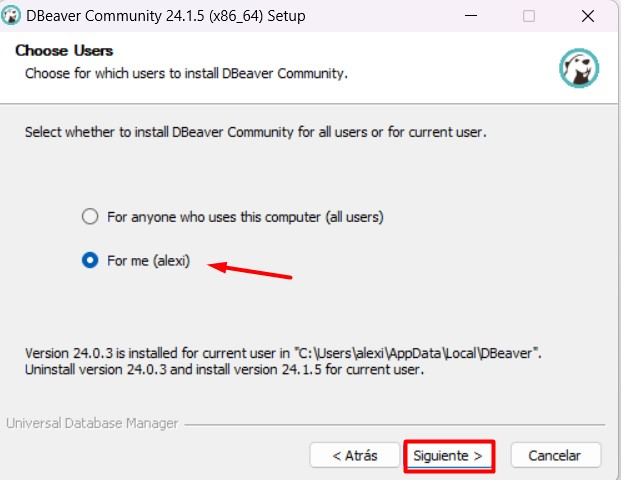 DBeaver Community 24.1.5 (x86_64) Setup
Choose Users
Choose for which users to install DBeaver Community.
Select whether to install DBeaver Community for all users or for current user.
For anyone who uses this computer (all users)
For me (alexi)
Version 24.0.3 is installed for current user in "C:\Users\alexi\AppData\Local\DBeaver".
Uninstall version 24.0.3 and install version 24.1.5 for current user.
Universal Database Manager
< Atrás
Siguiente >
Cancelar